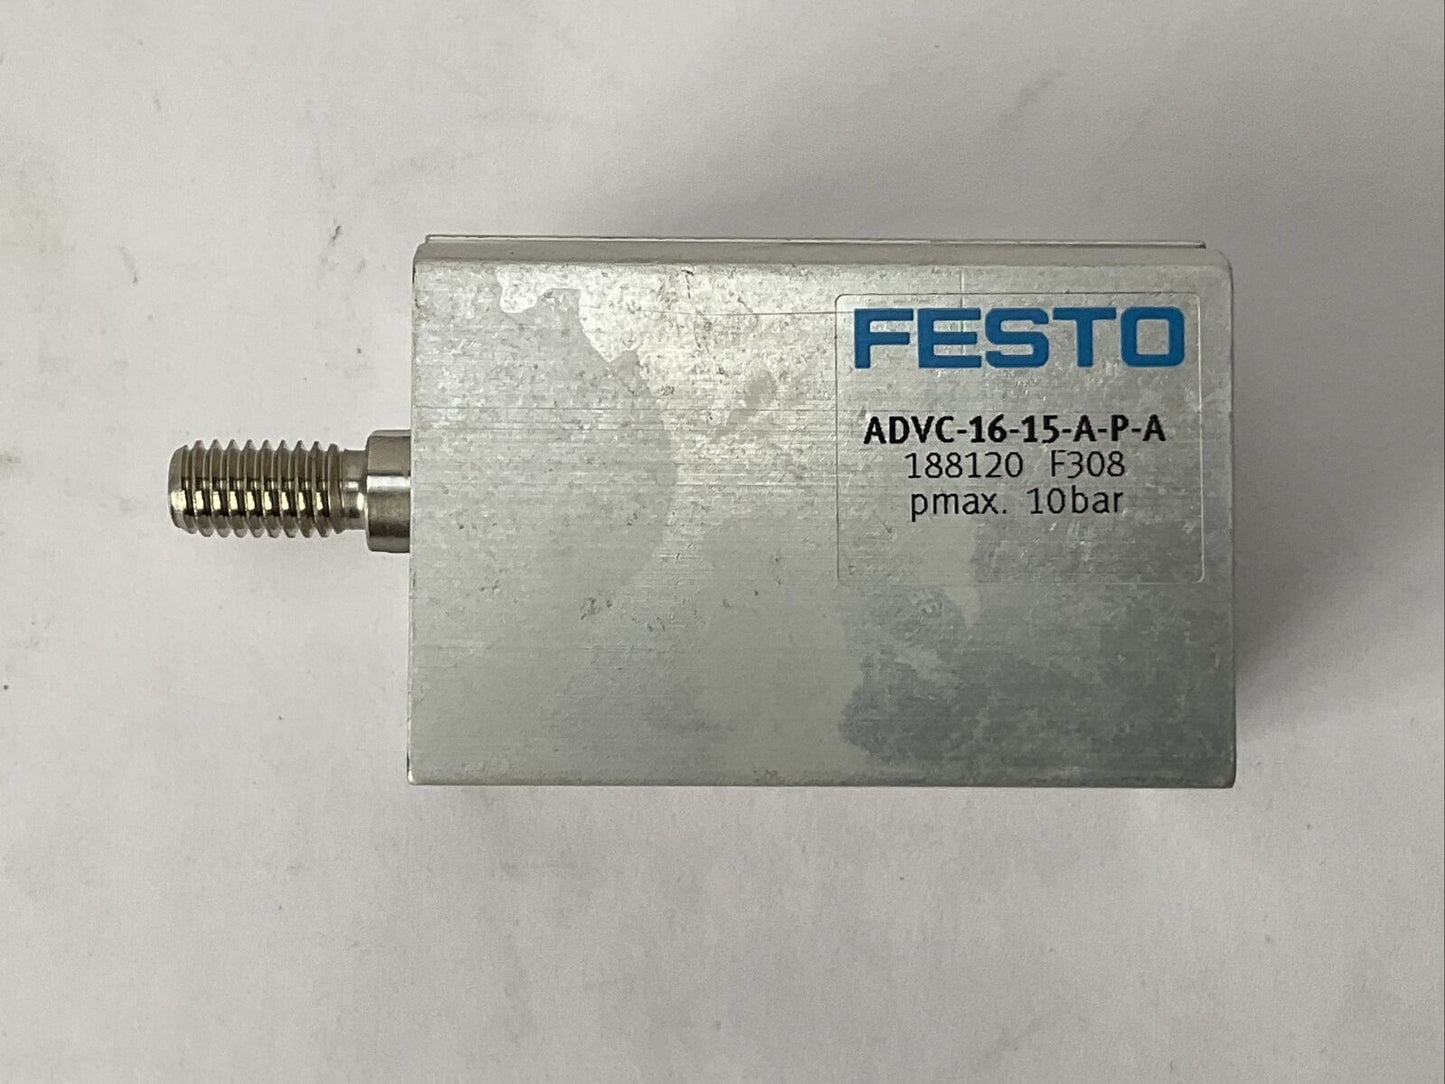 FESTO
ADVC-16-15-A-P-A
188120 F308
pmax. 10bar